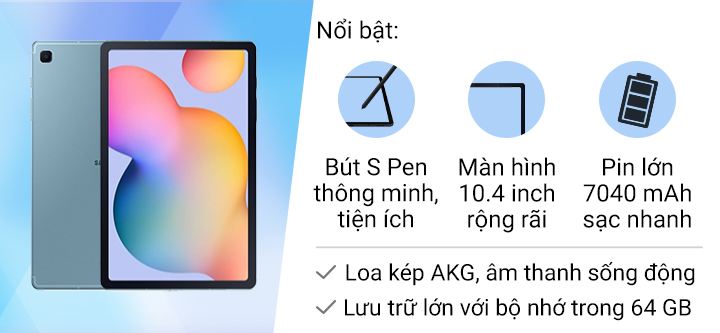 Nổi bật:
Bút S Pen
thông minh,
tiện ích
Màn hình
10.4 inch
rộng rãi
Pin lớn
7040 mAh
sạc nhanh
Loa kép AKG, âm thanh sống động
Lưu trữ lớn với bộ nhớ trong 64 GB